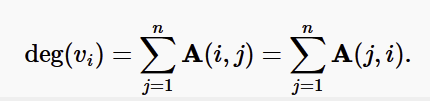 deg(v_i) = \sum_{j=1}^{n} \mathbf{A}(i, j) = \sum_{j=1}^{n} \mathbf{A}(j, i).